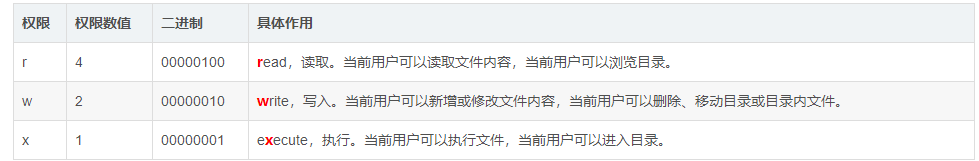 权限 权限数值 二进制 具体作用
r 4 00000100 read，读取。当前用户可以读取文件内容，当前用户可以浏览目录。
w 2 00000010 write，写入。当前用户可以新增或修改文件内容，当前用户可以删除、移动目录或目录内文件。
x 1 00000001 execute，执行。当前用户可以执行文件，当前用户可以进入目录。